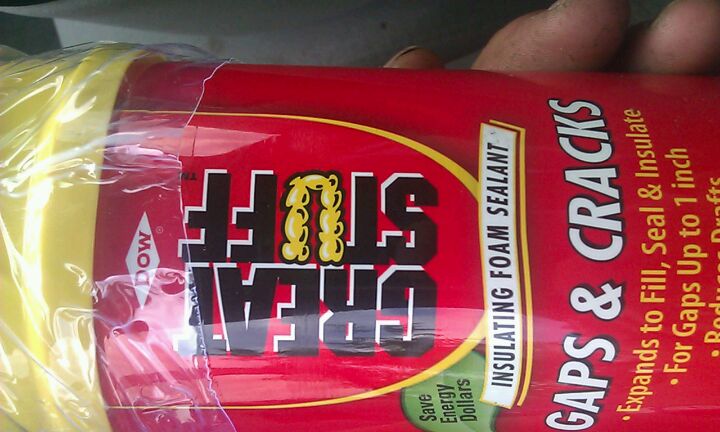 DOW®
GREAT
STUFF™
INSULATING FOAM SEALANT
Save
Energy
Dollars
GAPS & CRACKS
• Expands to Fill, Seal & Insulate
• For Gaps Up to 1 inch